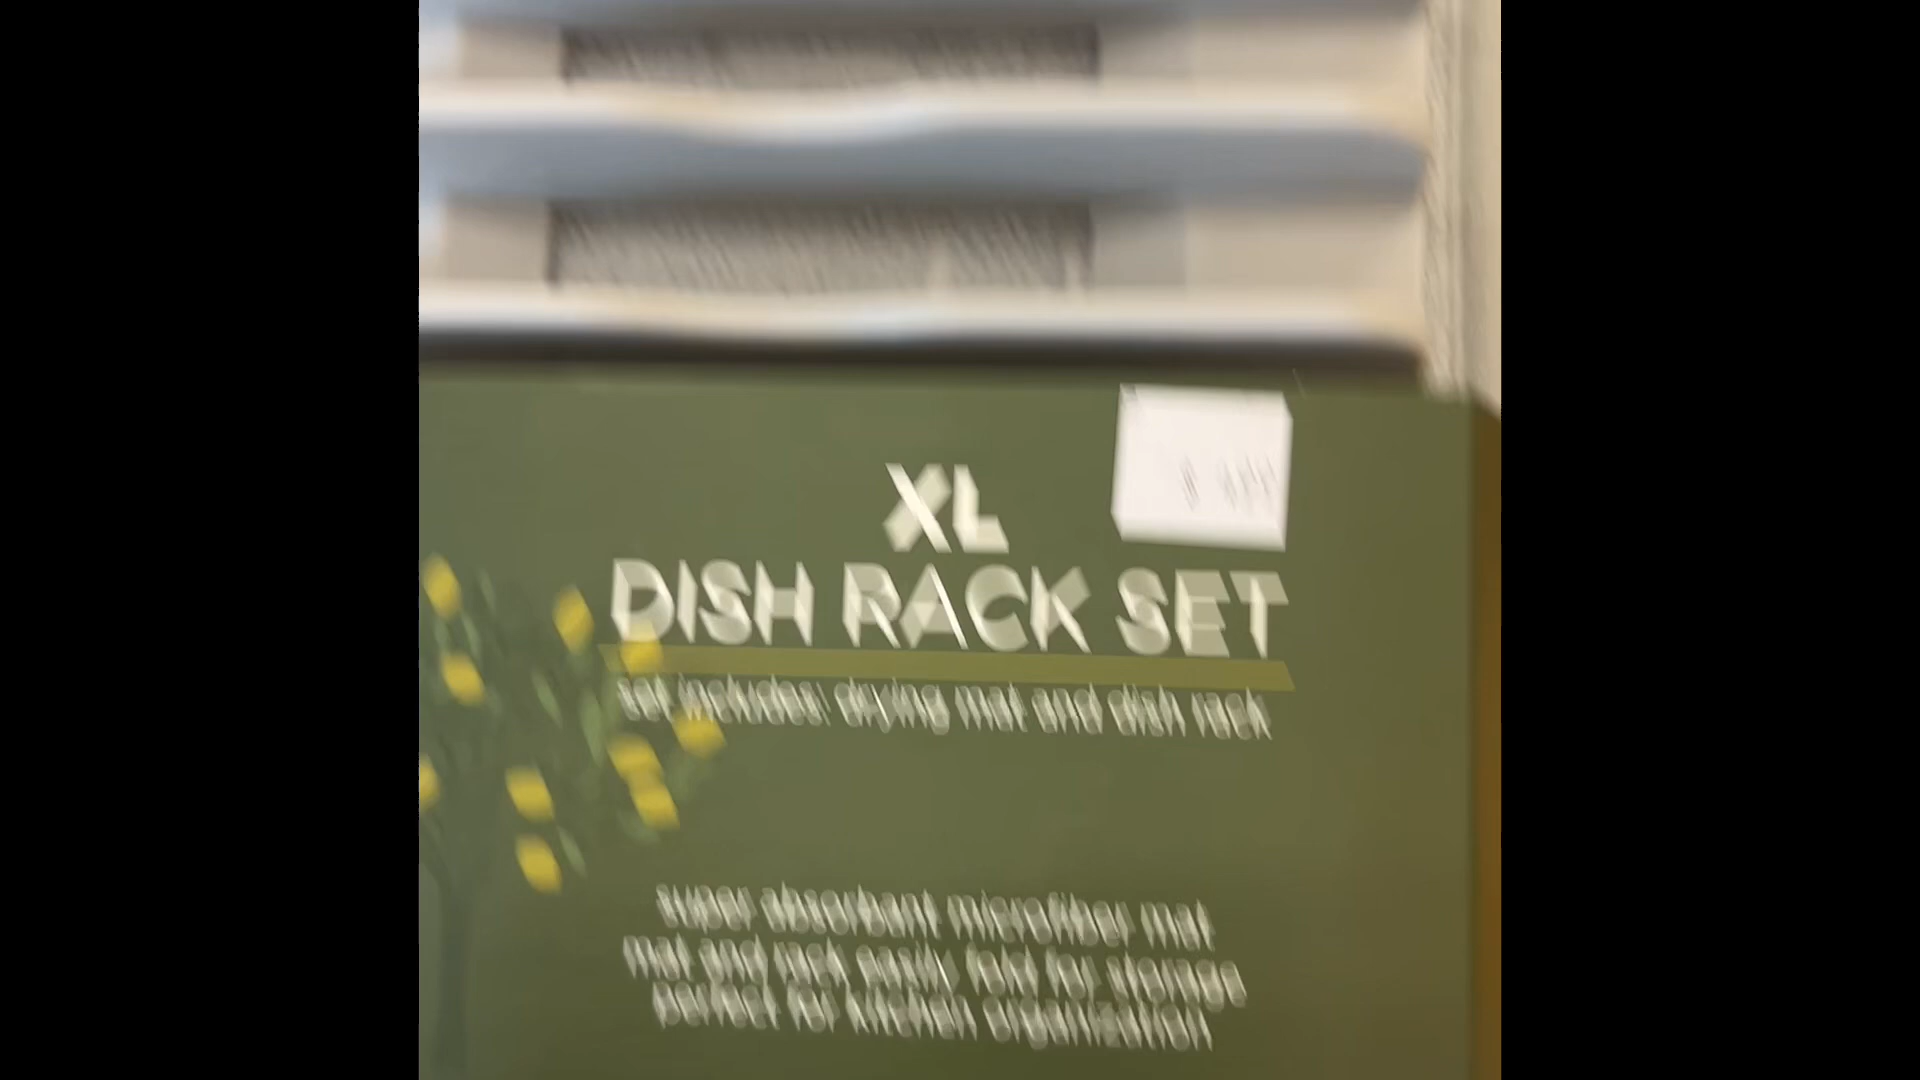 XL
DISH RACK SET
set includes: drying mat and dish rack
super absorbant microfiber mat
mat and rack easily fold for storage
perfect for kitchen organization